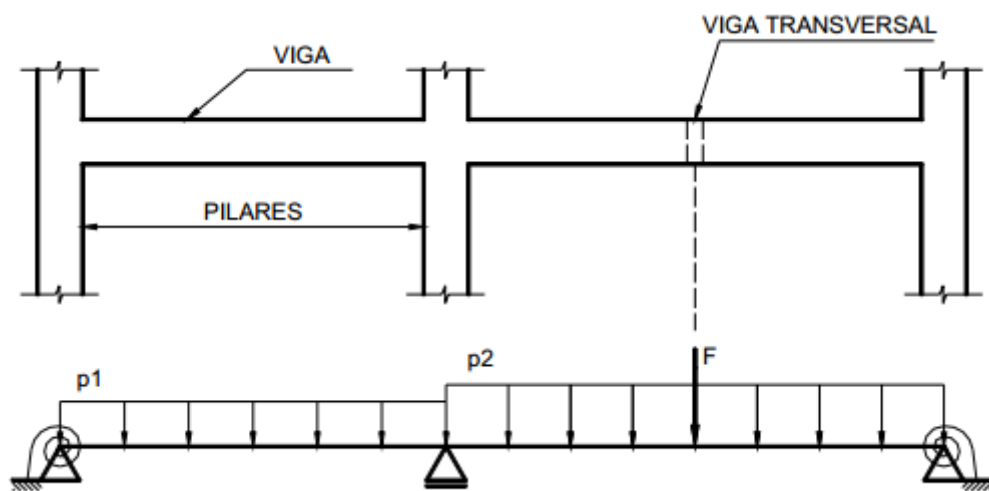 VIGA TRANSVERSAL
VIGA
PILARES
p1
p2
F